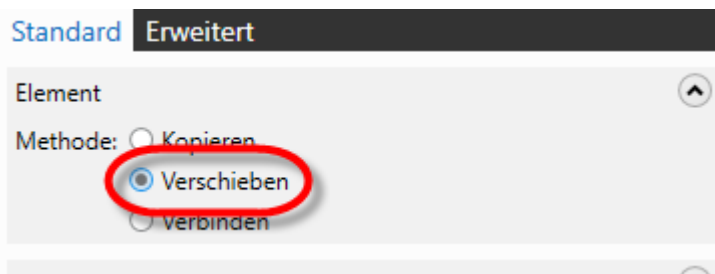 Standard Erweitert
Element
Methode: Kopieren
Verschieben
Verbinden